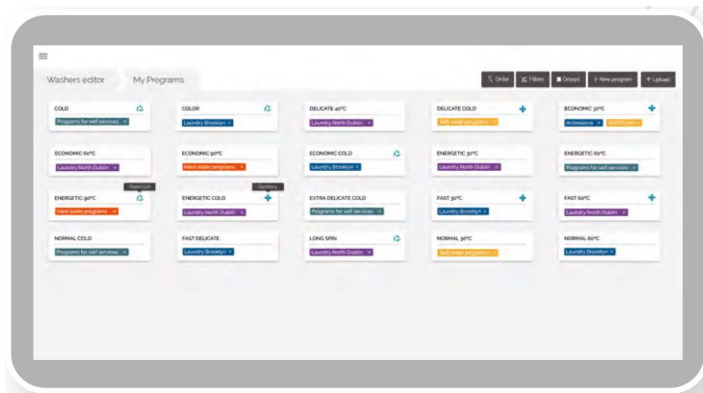 Washers editor My Programs
Order Filters Groups + New program Upload
COLD
Programs for self services ×
COLOR
Laundry Brooklyn ×
DELICATE 40°C
Laundry North Dublin ×
DELICATE COLD
Soft water programs ×
ECONOMIC 30°C
ECONOMIC 60°C
Laundry North Dublin ×
ECONOMIC 90°C
Hard water programs ×
ECONOMIC COLD
Laundry Brooklyn ×
ENERGETIC 30°C
Laundry North Dublin ×
ENERGETIC 60°C
Programs for self services ×
ENERGETIC 90°C
Hard water programs ×
Sanitary
ENERGETIC COLD
Laundry North Dublin ×
EXTRA DELICATE COLD
Programs for self services ×
FAST 30°C
Laundry Brooklyn ×
FAST 60°C
Laundry North Dublin ×
NORMAL COLD
Programs for self services ×
FAST DELICATE
Laundry Brooklyn ×
LONG SPIN
Laundry North Dublin ×
NORMAL 30°C
Soft water programs ×
NORMAL 60°C
Laundry Brooklyn ×